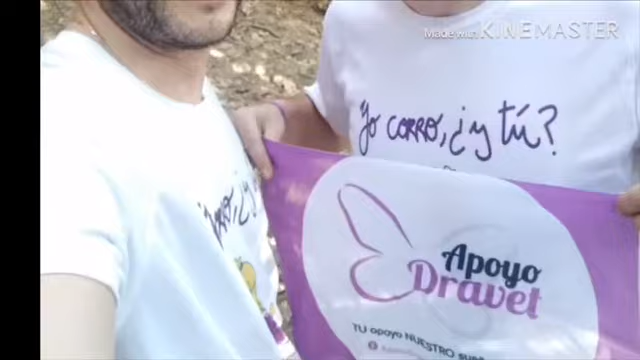 Made with KINEMASTER
Yo CORRO, ¿y tú?
Apoyo
Dravet
TU apoyo NUESTRO